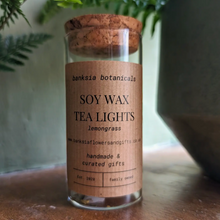 banksia botanicals
SOY WAX
TEA LIGHTS
lemongrass
handmade &
curated gifts